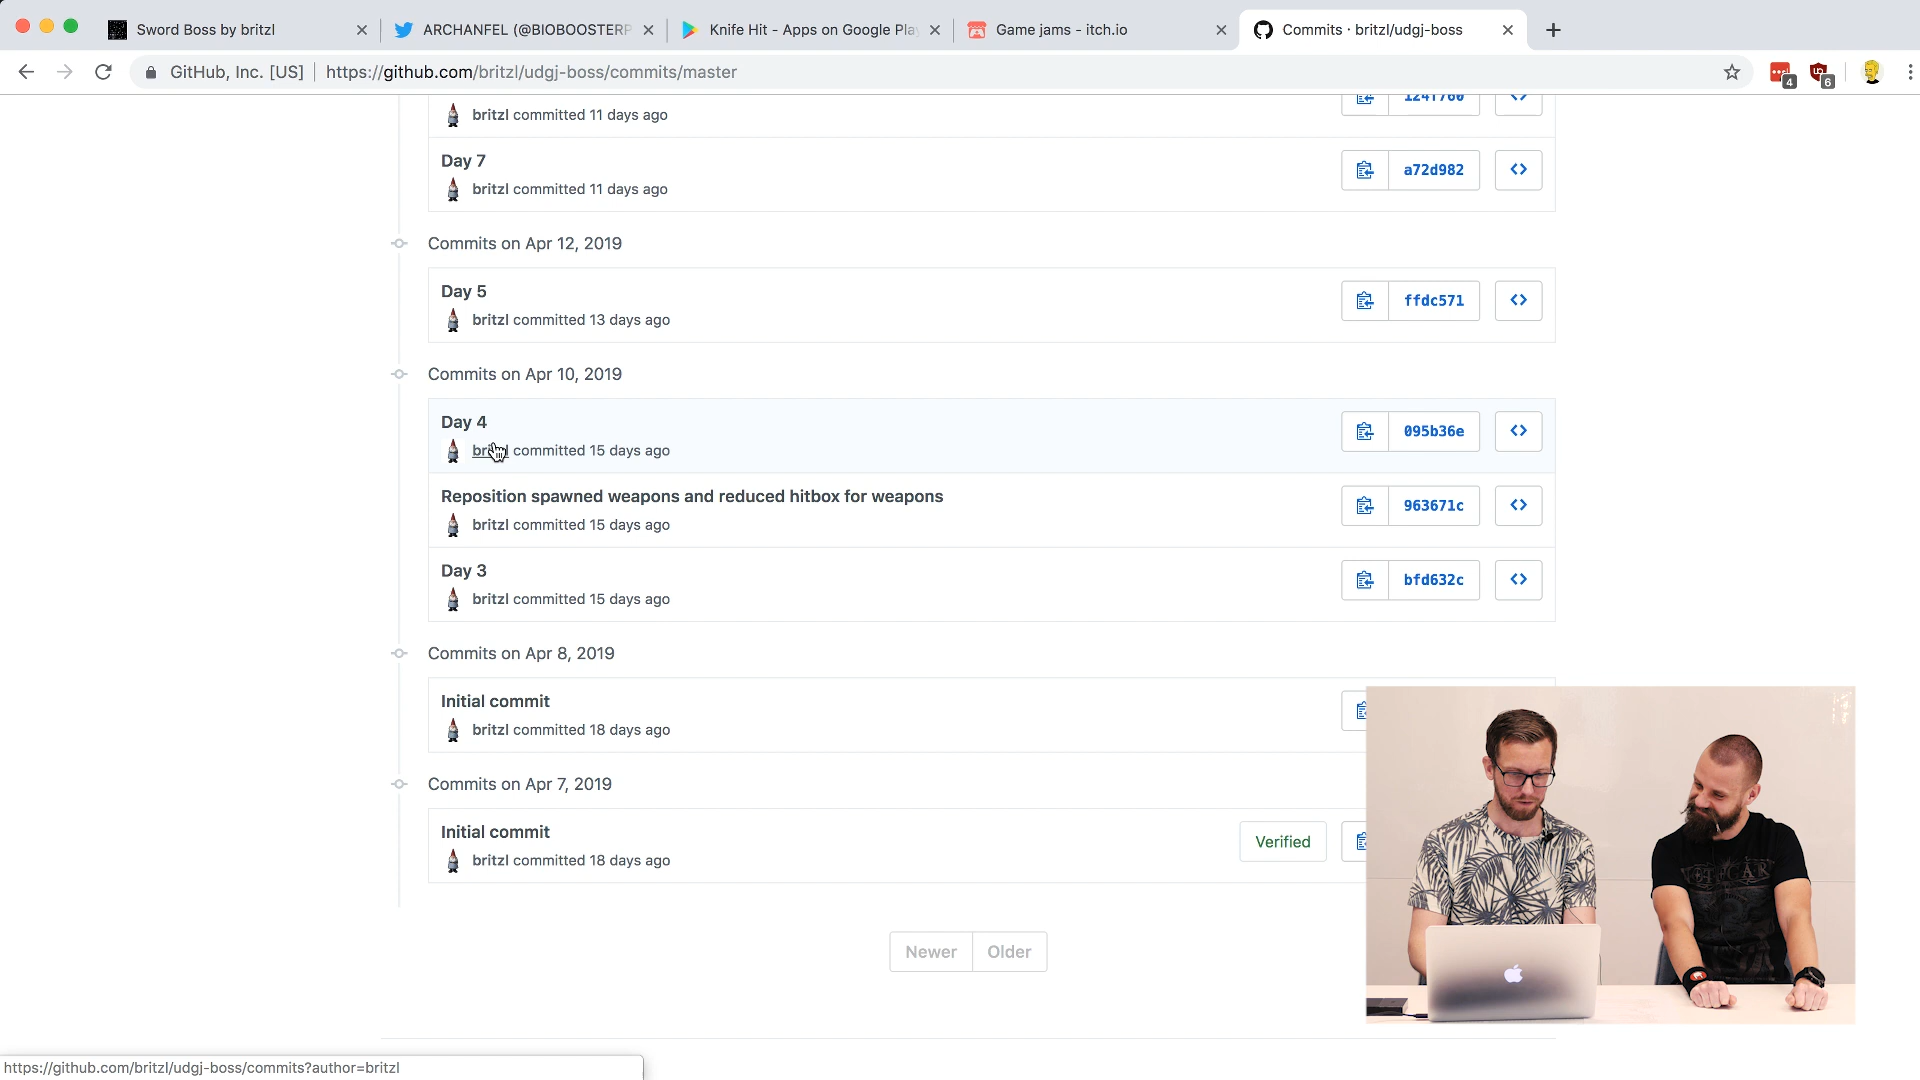 Sword Boss by britzl
ARCHANFEL (@BIOBOOSTERP
Knife Hit - Apps on Google Pla
Game jams - itch.io
Commits · britzl/udgj-boss
GitHub, Inc. [US]
https://github.com/britzl/udgj-boss/commits/master
4
6
britzl committed 11 days ago
124f760
Day 7
britzl committed 11 days ago
a72d982
Commits on Apr 12, 2019
Day 5
britzl committed 13 days ago
ffdc571
Commits on Apr 10, 2019
Day 4
britzl committed 15 days ago
095b36e
Reposition spawned weapons and reduced hitbox for weapons
britzl committed 15 days ago
963671c
Day 3
britzl committed 15 days ago
bfd632c
Commits on Apr 8, 2019
Initial commit
britzl committed 18 days ago
Commits on Apr 7, 2019
Initial commit
britzl committed 18 days ago
Verified
Newer
Older
https://github.com/britzl/udgj-boss/commits?author=britzl